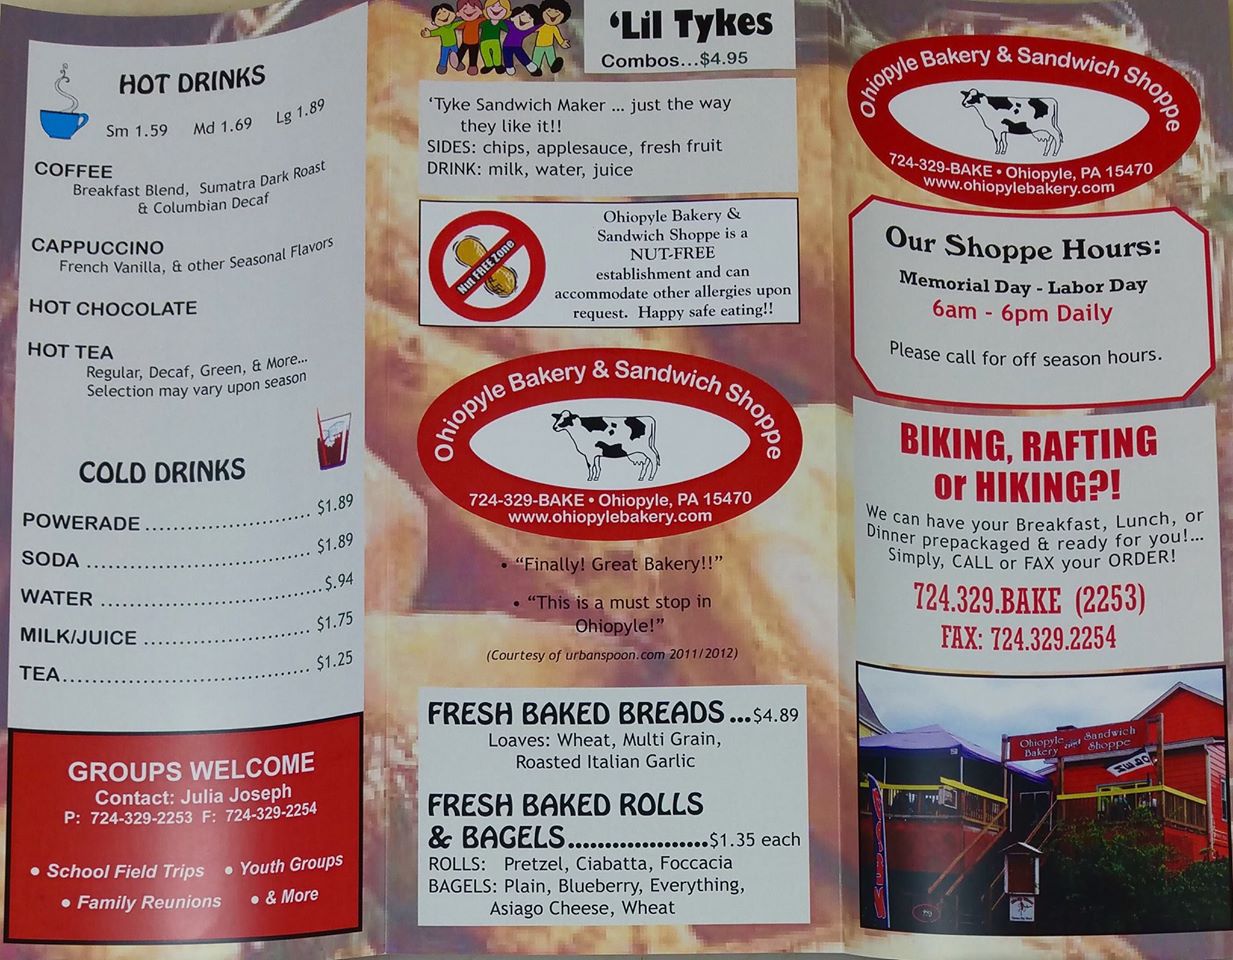 HOT DRINKS
Sm 1.59 Md 1.69 Lg 1.89
COFFEE
Breakfast Blend, Sumatra Dark Roast
& Columbian Decaf
CAPPUCCINO
French Vanilla, & other Seasonal Flavors
HOT CHOCOLATE
HOT TEA
Regular, Decaf, Green, & More...
Selection may vary upon season
COLD DRINKS
POWERADE ................................. $1.89
SODA ............................................. $1.89
WATER ............................................ $.94
MILK/JUICE ................................. $1.75
TEA.................................................. $1.25
GROUPS WELCOME
Contact: Julia Joseph
P: 724-329-2253 F: 724-329-2254
• School Field Trips • Youth Groups
• Family Reunions • & More
'Lil Tykes
Combos...$4.95
'Tyke Sandwich Maker ... just the way
they like it!!
SIDES: chips, applesauce, fresh fruit
DRINK: milk, water, juice
Nut FREE Zone
Ohiopyle Bakery &
Sandwich Shoppe is a
NUT-FREE
establishment and can
accommodate other allergies upon
request. Happy safe eating!!
Ohiopyle Bakery & Sandwich Shoppe
724-329-BAKE • Ohiopyle, PA 15470
www.ohiopylebakery.com
• "Finally! Great Bakery!!"
• "This is a must stop in
Ohiopyle!"
(Courtesy of urbanspoon.com 2011/2012)
FRESH BAKED BREADS ...$4.89
Loaves: Wheat, Multi Grain,
Roasted Italian Garlic
FRESH BAKED ROLLS
& BAGELS.....................$1.35 each
ROLLS: Pretzel, Ciabatta, Foccacia
BAGELS: Plain, Blueberry, Everything,
Asiago Cheese, Wheat
Ohiopyle Bakery & Sandwich Shoppe
724-329-BAKE • Ohiopyle, PA 15470
www.ohiopylebakery.com
Our Shoppe Hours:
Memorial Day - Labor Day
6am - 6pm Daily
Please call for off season hours.
BIKING, RAFTING
or HIKING?!
We can have your Breakfast, Lunch, or
Dinner prepackaged & ready for you!...
Simply, CALL or FAX your ORDER!
724.329.BAKE (2253)
FAX: 724.329.2254
Ohiopyle Sandwich
Bakery and Shoppe
OPEN